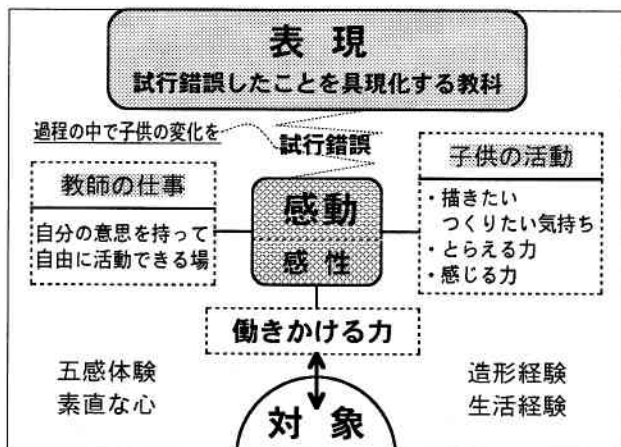 表現
試行錯誤したことを具現化する教科
過程の中で子供の変化を
試行錯誤
教師の仕事
自分の意思を持って
自由に活動できる場
感動
感性
子供の活動
・描きたい
つくりたい気持ち
・とらえる力
・感じる力
働きかける力
五感体験
素直な心
造形経験
生活経験
対象